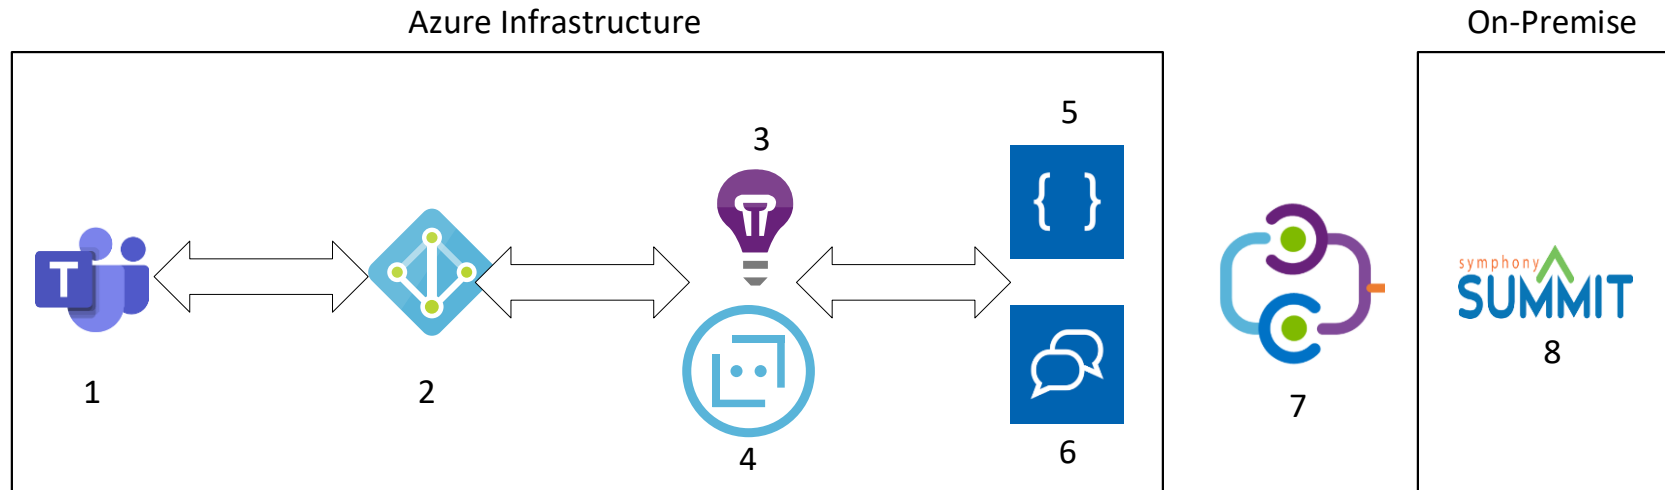 Azure Infrastructure
On-Premise
5
3
{ }
T
symphony
SUMMIT
1
2
7
8
4
6